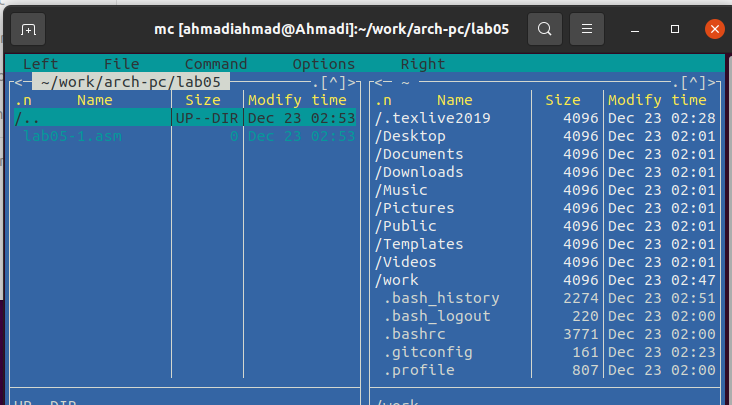 mc [ahmadiahmad@Ahmadi]:~/work/arch-pc/lab05
Left File Command Options Right
<─ ~/work/arch-pc/lab05 ─.[^]>
.n Name Size Modify time
/.. UP--DIR Dec 23 02:53
lab05-1.asm 0 Dec 23 02:53
<─ ~ ─.[^]>
.n Name Size Modify time
/.texlive2019 4096 Dec 23 02:28
/Desktop 4096 Dec 23 02:01
/Documents 4096 Dec 23 02:01
/Downloads 4096 Dec 23 02:01
/Music 4096 Dec 23 02:01
/Pictures 4096 Dec 23 02:01
/Public 4096 Dec 23 02:01
/Templates 4096 Dec 23 02:01
/Videos 4096 Dec 23 02:01
/work 4096 Dec 23 02:47
.bash_history 2274 Dec 23 02:51
.bash_logout 220 Dec 23 02:00
.bashrc 3771 Dec 23 02:00
.gitconfig 161 Dec 23 02:23
.profile 807 Dec 23 02:00
UP--DIR
/work